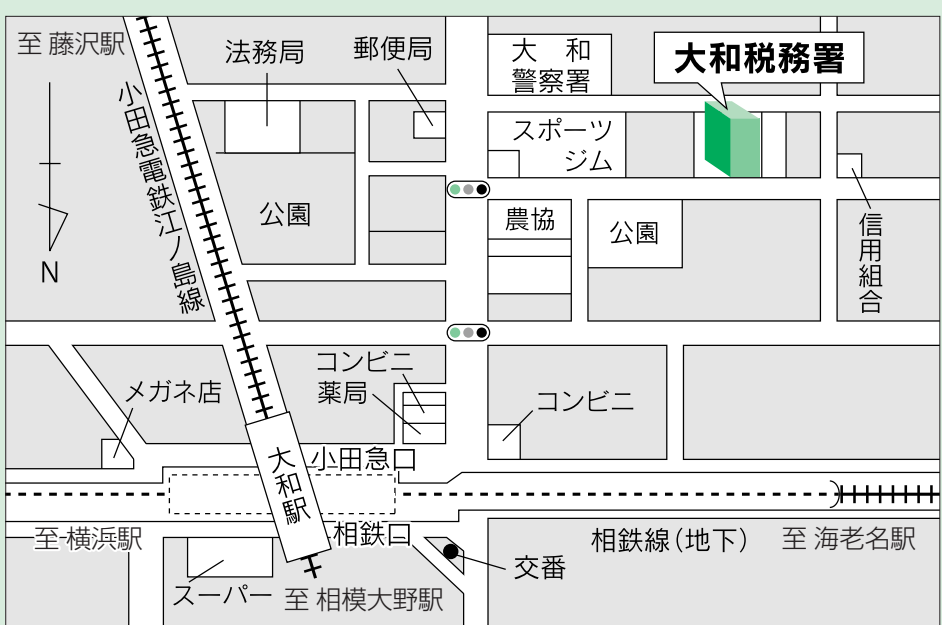 至 藤沢駅
法務局
郵便局
大 和
警察署
大和税務署
小田急電鉄江ノ島線
スポーツ
ジム
公園
農協
公園
信用組合
N
コンビニ
薬局
メガネ店
コンビニ
小田急口
大和駅
相鉄口
至 横浜駅
相鉄線(地下)
至 海老名駅
交番
スーパー
至 相模大野駅